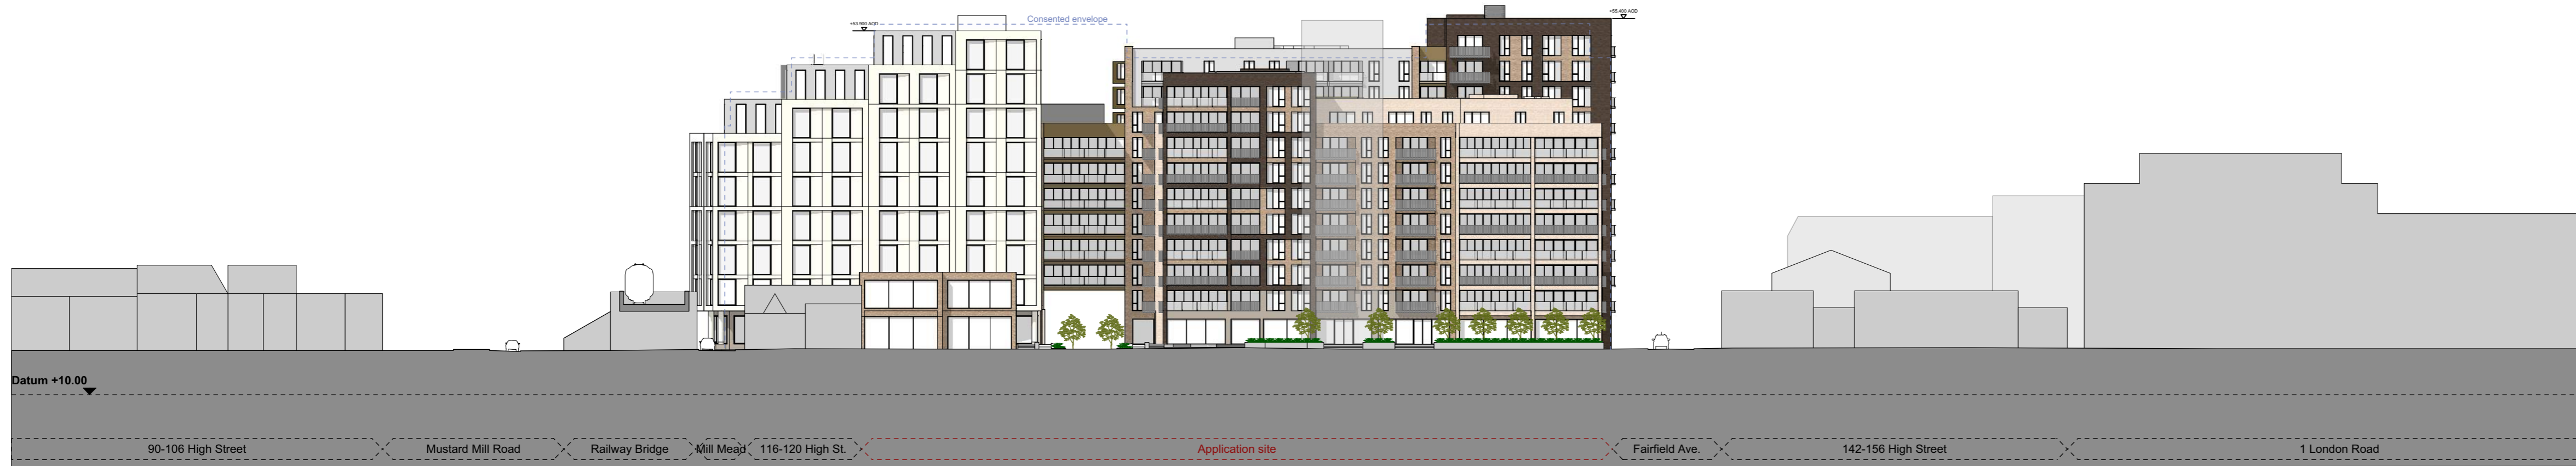 Consented envelope
+53.900 AOD
+55.400 AOD
Datum +10.00
90-106 High Street
Mustard Mill Road
Railway Bridge
Mill Mead
116-120 High St.
Application site
Fairfield Ave.
142-156 High Street
1 London Road